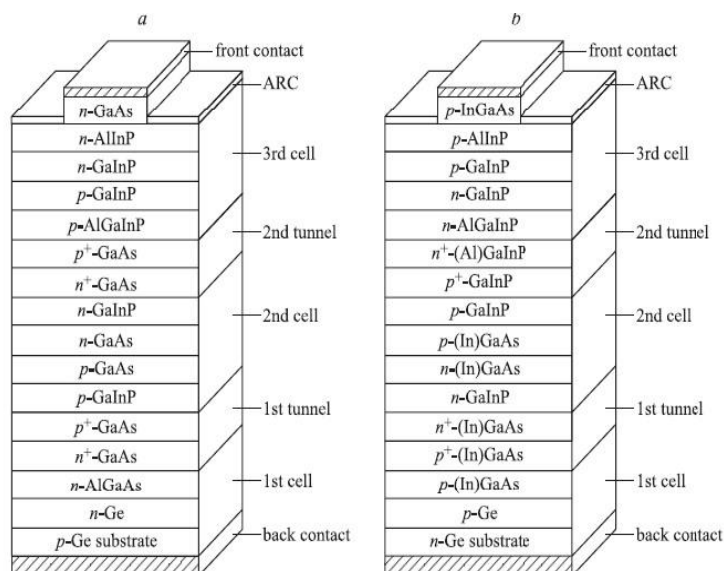 a
front contact
ARC
n-GaAs
n-AlInP
n-GaInP
3rd cell
p-GaInP
p-AlGaInP
2nd tunnel
p⁺-GaAs
n⁺-GaAs
n-GaInP
2nd cell
n-GaAs
p-GaAs
p-GaInP
1st tunnel
p⁺-GaAs
n⁺-GaAs
n-AlGaAs
1st cell
n-Ge
p-Ge substrate
back contact
b
front contact
ARC
p-InGaAs
p-AlInP
p-GaInP
3rd cell
n-GaInP
n-AlGaInP
2nd tunnel
n⁺-(Al)GaInP
p⁺-GaInP
p-GaInP
2nd cell
p-(In)GaAs
n-(In)GaAs
n-GaInP
1st tunnel
n⁺-(In)GaAs
p⁺-(In)GaAs
p-(In)GaAs
1st cell
p-Ge
n-Ge substrate
back contact